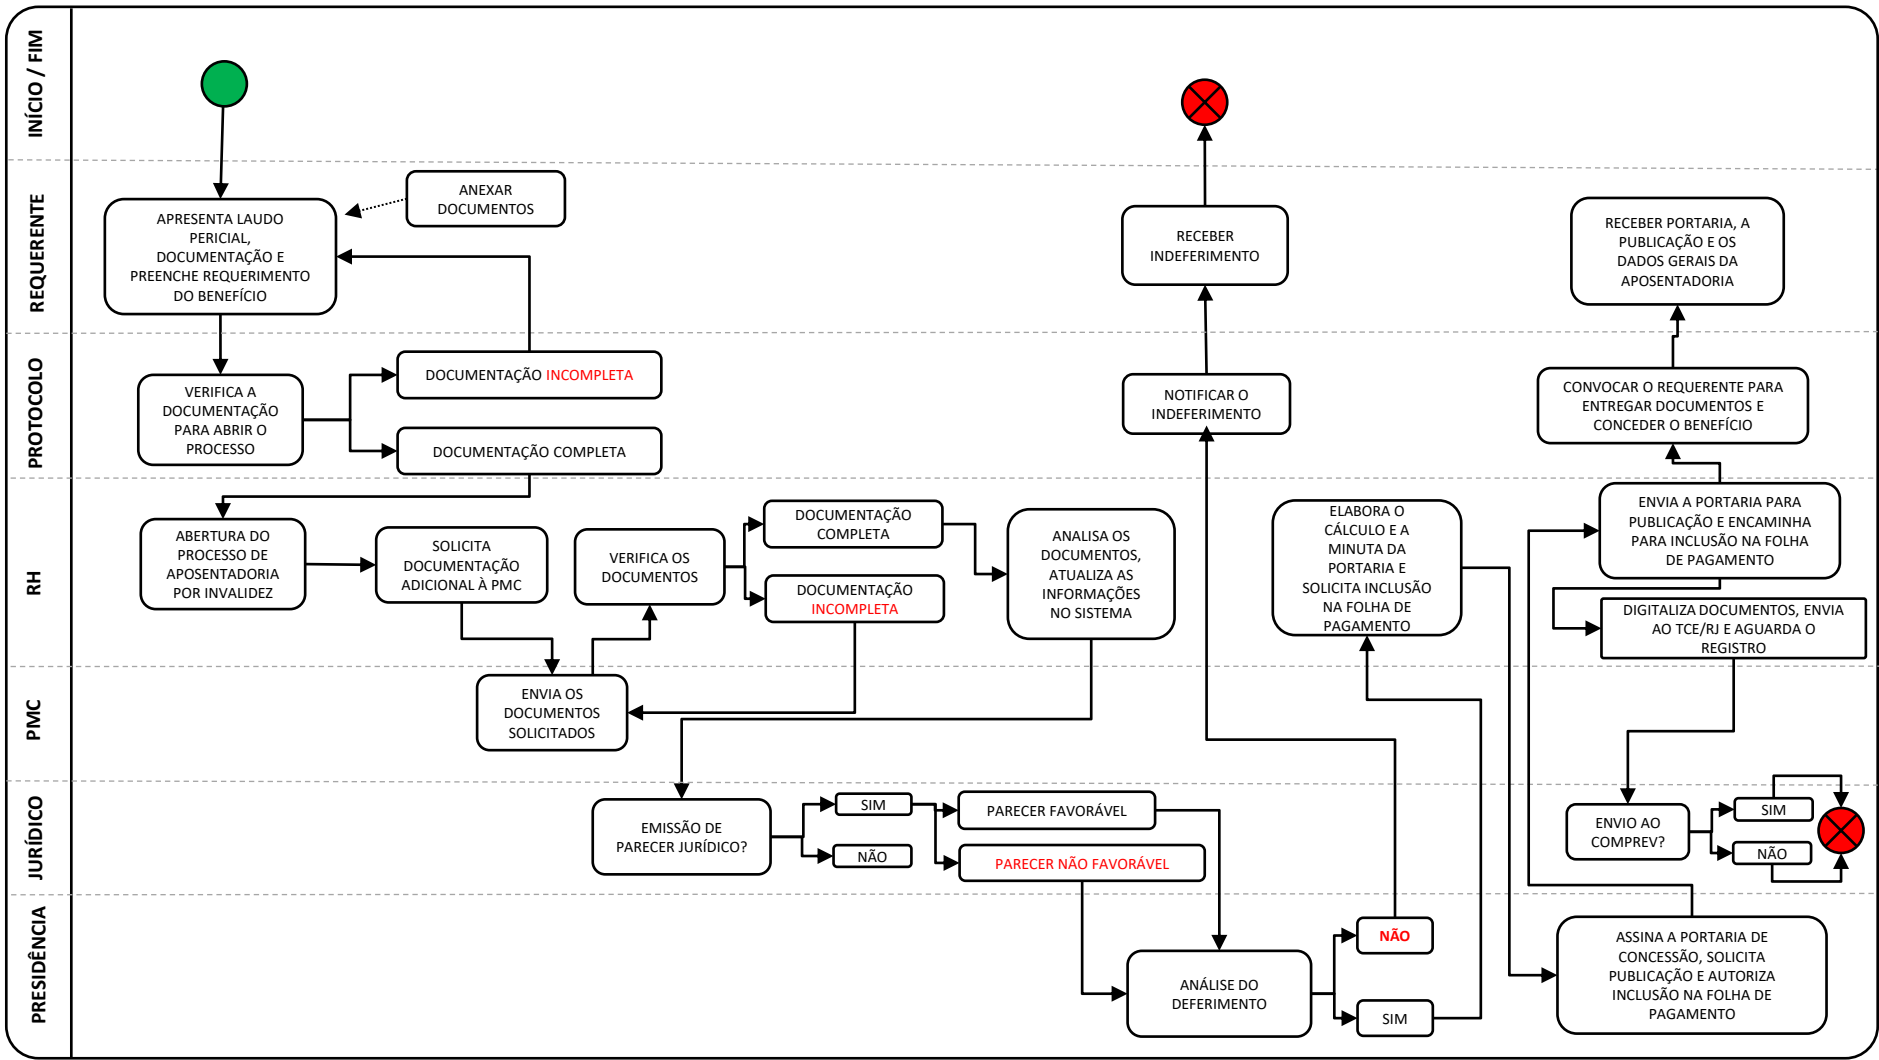 INÍCIO / FIM
REQUERENTE
ANEXAR
DOCUMENTOS
APRESENTA LAUDO
PERICIAL,
DOCUMENTAÇÃO E
PREENCHE REQUERIMENTO
DO BENEFÍCIO
RECEBER
INDEFERIMENTO
RECEBER PORTARIA, A
PUBLICAÇÃO E OS
DADOS GERAIS DA
APOSENTADORIA
PROTOCOLO
VERIFICA A
DOCUMENTAÇÃO
PARA ABRIR O
PROCESSO
DOCUMENTAÇÃO INCOMPLETA
DOCUMENTAÇÃO COMPLETA
NOTIFICAR O
INDEFERIMENTO
CONVOCAR O REQUERENTE PARA
ENTREGAR DOCUMENTOS E
CONCEDER O BENEFÍCIO
RH
ABERTURA DO
PROCESSO DE
APOSENTADORIA
POR INVALIDEZ
SOLICITA
DOCUMENTAÇÃO
ADICIONAL À PMC
VERIFICA OS
DOCUMENTOS
DOCUMENTAÇÃO
COMPLETA
DOCUMENTAÇÃO
INCOMPLETA
ANALISA OS
DOCUMENTOS,
ATUALIZA AS
INFORMAÇÕES
NO SISTEMA
ELABORA O
CÁLCULO E A
MINUTA DA
PORTARIA E
SOLICITA INCLUSÃO
NA FOLHA DE
PAGAMENTO
ENVIA A PORTARIA PARA
PUBLICAÇÃO E ENCAMINHA
PARA INCLUSÃO NA FOLHA
DE PAGAMENTO
DIGITALIZA DOCUMENTOS, ENVIA
AO TCE/RJ E AGUARDA O
REGISTRO
PMC
ENVIA OS
DOCUMENTOS
SOLICITADOS
JURÍDICO
EMISSÃO DE
PARECER JURÍDICO?
SIM
NÃO
PARECER FAVORÁVEL
PARECER NÃO FAVORÁVEL
ENVIO AO
COMPREV?
SIM
NÃO
PRESIDÊNCIA
ANÁLISE DO
DEFERIMENTO
NÃO
SIM
ASSINA A PORTARIA DE
CONCESSÃO, SOLICITA
PUBLICAÇÃO E AUTORIZA
INCLUSÃO NA FOLHA DE
PAGAMENTO